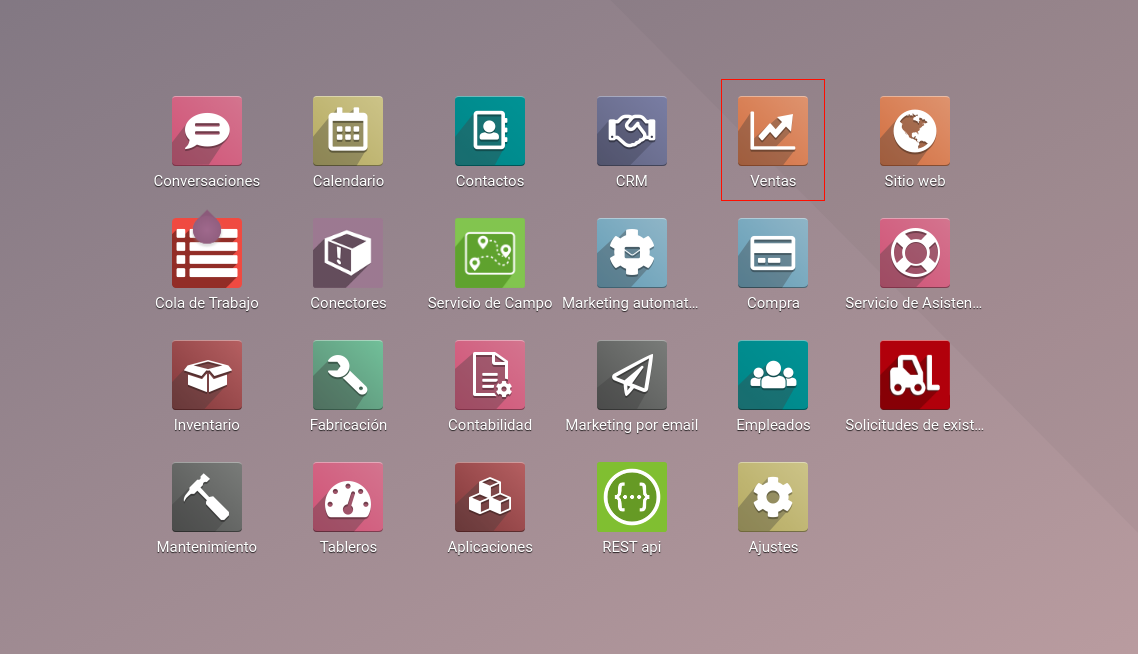 Conversaciones
Calendario
Contactos
CRM
Ventas
Sitio web
Cola de Trabajo
Conectores
Servicio de Campo
Marketing automat...
Compra
Servicio de Asisten...
Inventario
Fabricación
Contabilidad
Marketing por email
Empleados
Solicitudes de exist...
Mantenimiento
Tableros
Aplicaciones
{...}
REST api
Ajustes